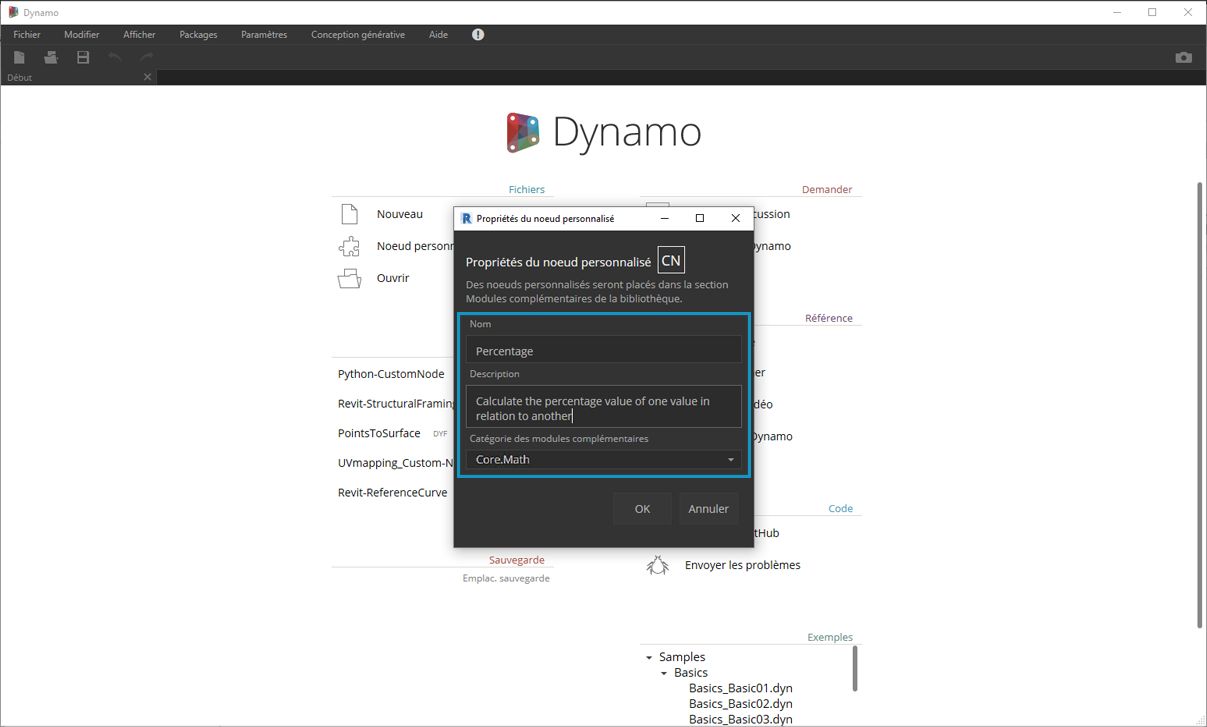 Dynamo
Fichier Modifier Afficher Packages Paramètres Conception générative Aide
Début
Dynamo
Fichiers
Nouveau
Noeud personn
Ouvrir
Python-CustomNode
Revit-StructuralFraming
PointsToSurface DYF
UVmapping_Custom-N
Revit-ReferenceCurve
Sauvegarde
Emplac. sauvegarde
Demander
cussion
Dynamo
Référence
er
déo
Dynamo
Code
tHub
Envoyer les problèmes
Exemples
Samples
Basics
Basics_Basic01.dyn
Basics_Basic02.dyn
Basics_Basic03.dyn
R Propriétés du noeud personnalisé
Propriétés du noeud personnalisé CN
Des noeuds personnalisés seront placés dans la section
Modules complémentaires de la bibliothèque.
Nom
Percentage
Description
Calculate the percentage value of one value in
relation to another
Catégorie des modules complémentaires
Core.Math
OK Annuler